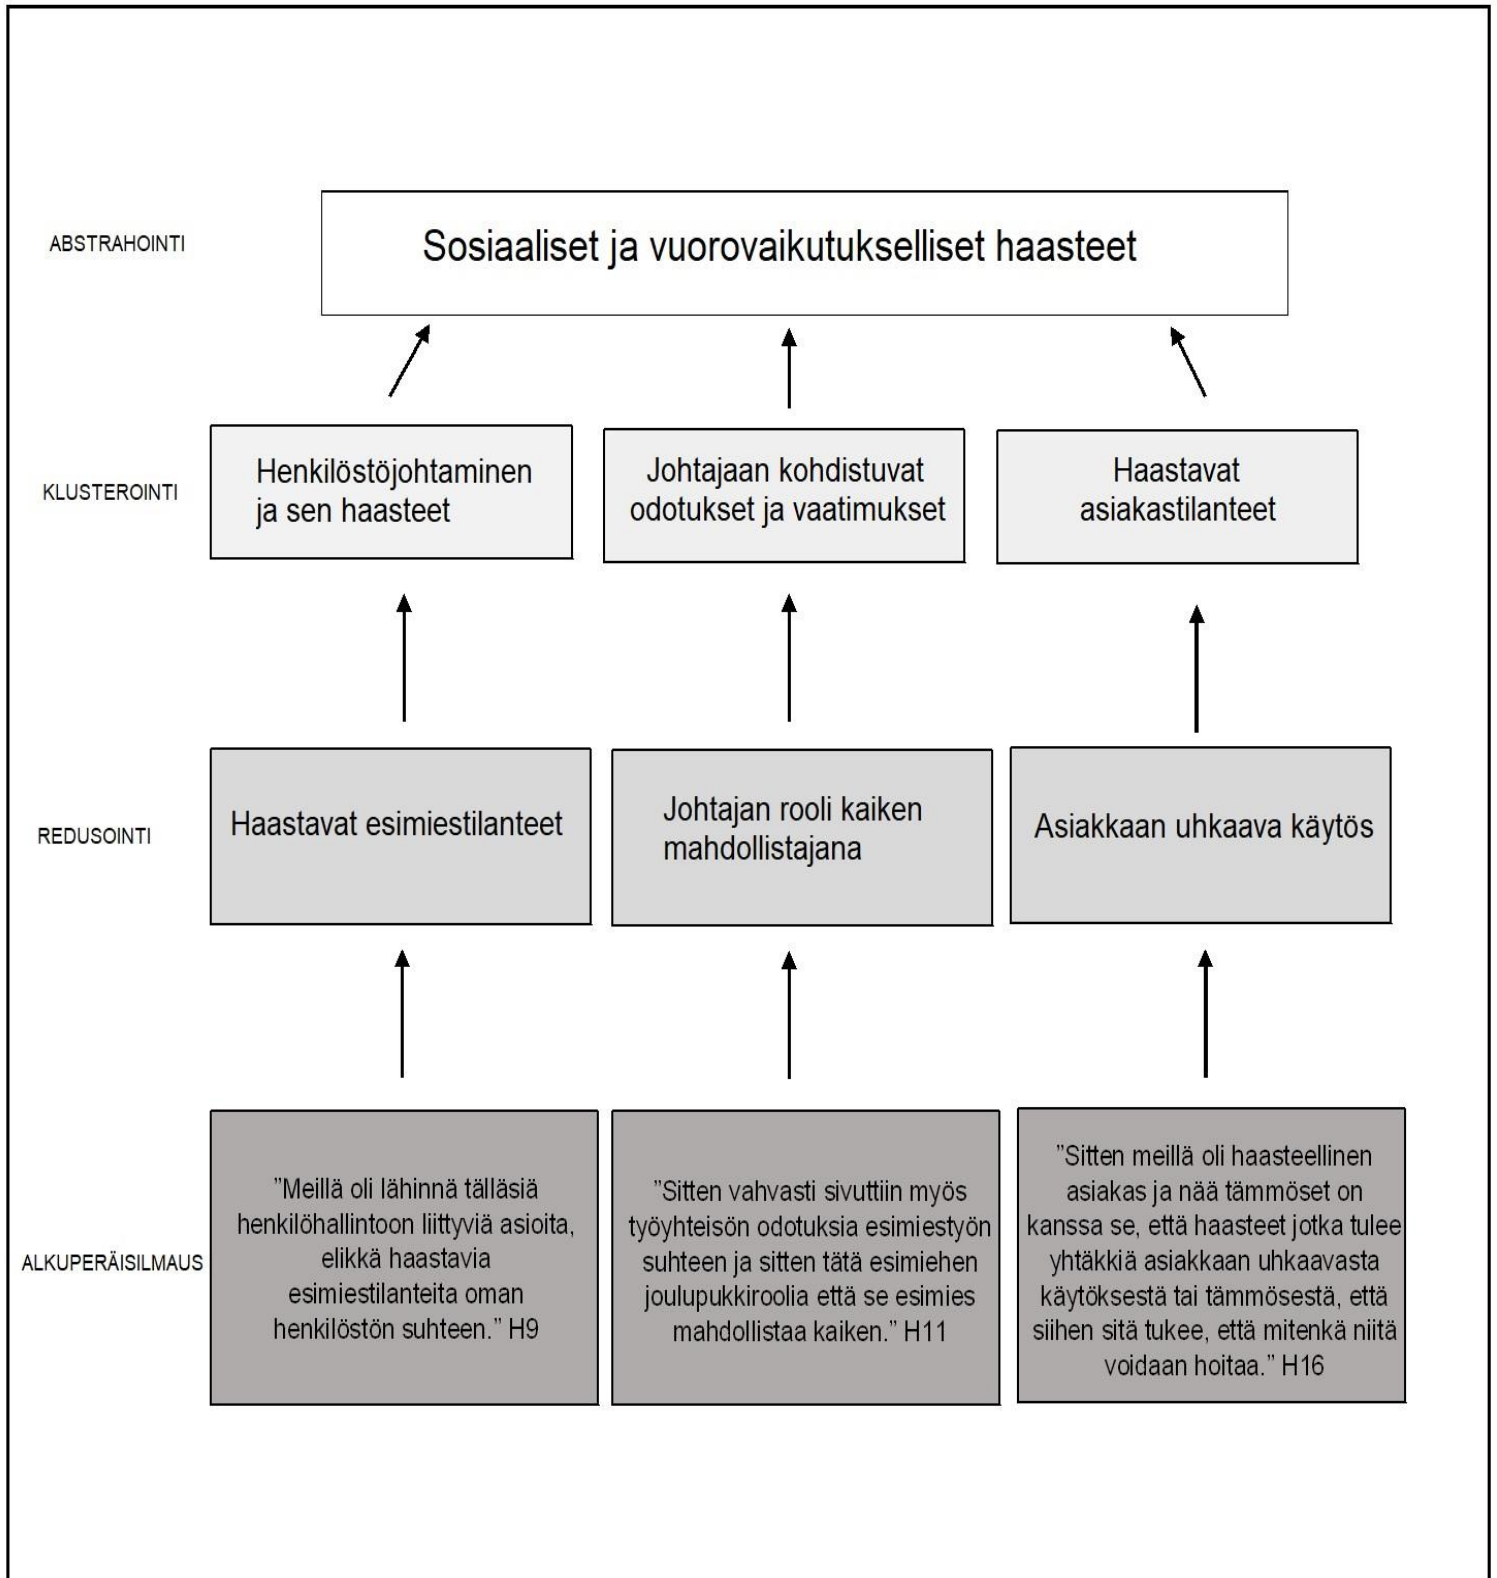 ABSTRAHOINTI
Sosiaaliset ja vuorovaikutukselliset haasteet
KLUSTEROINTI
Henkilöstöjohtaminen
ja sen haasteet
Johtajaan kohdistuvat
odotukset ja vaatimukset
Haastavat
asiakastilanteet
REDUSOINTI
Haastavat esimiestilanteet
Johtajan rooli kaiken
mahdollistajana
Asiakkaan uhkaava käytös
ALKUPERÄISILMAUS
”Meillä oli lähinnä tälläsiä
henkilöhallintoon liittyviä asioita,
elikkä haastavia
esimiestilanteita oman
henkilöstön suhteen.” H9
”Sitten vahvasti sivuttiin myös
työyhteisön odotuksia esimiestyön
suhteen ja sitten tätä esimiehen
joulupukkiroolia että se esimies
mahdollistaa kaiken.” H11
”Sitten meillä oli haasteellinen
asiakas ja nää tämmöset on
kanssa se, että haasteet jotka tulee
yhtäkkiä asiakkaan uhkaavasta
käytöksestä tai tämmösestä, että
siihen sitä tukee, että mitenkä niitä
voidaan hoitaa.” H16